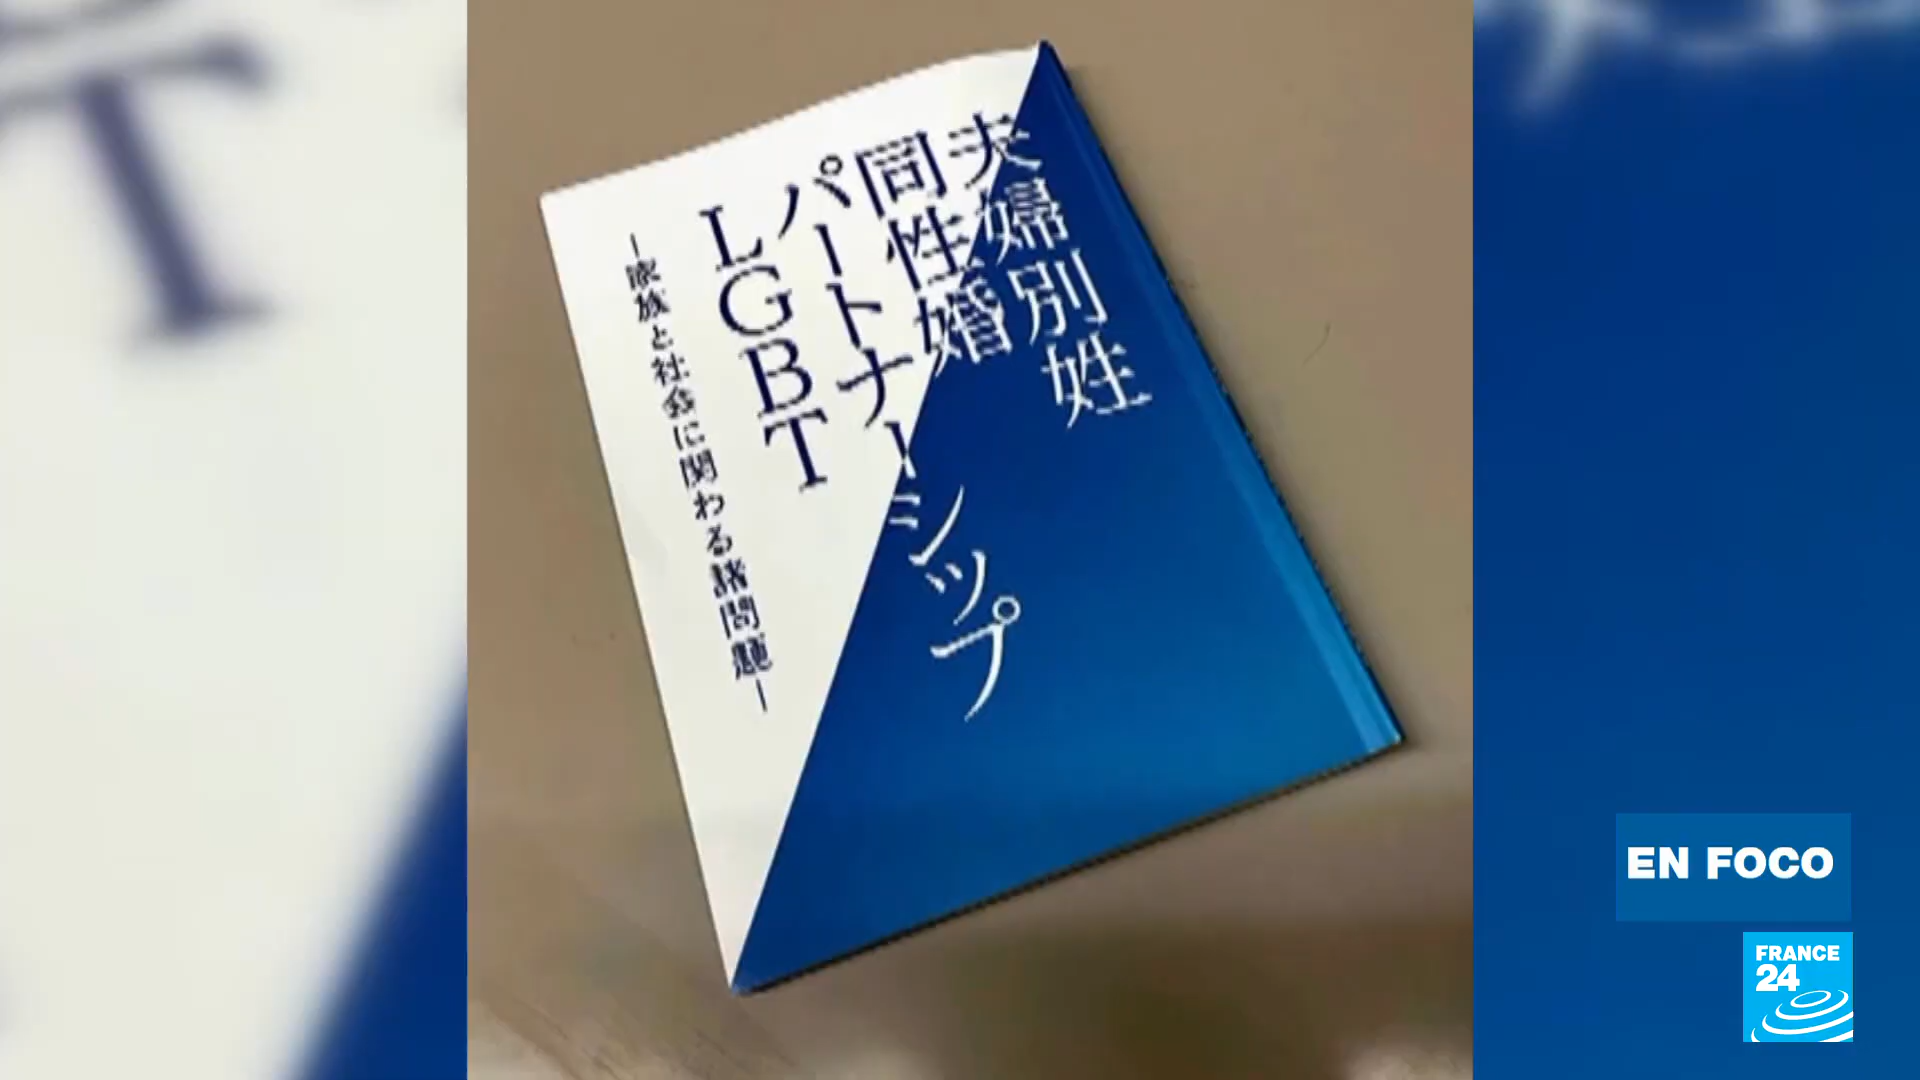 夫婦別姓
同性婚
パートナーシップ
LGBT
―家族と社会に関わる諸問題―
EN FOCO
FRANCE
24